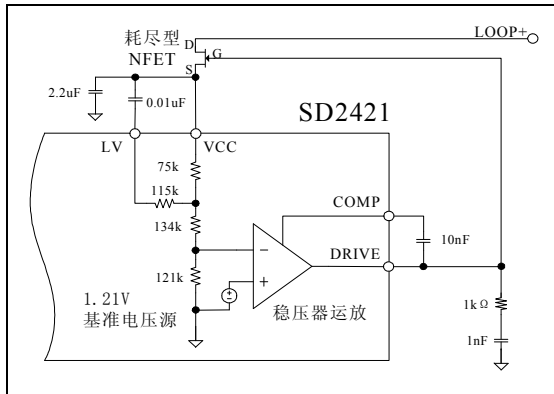 LOOP+
耗尽型
NFET
D
G
S
2.2uF
0.01uF
SD2421
LV
VCC
75k
115k
134k
121k
COMP
10nF
DRIVE
−
+
1.21V
基准电压源
稳压器运放
1kΩ
1nF